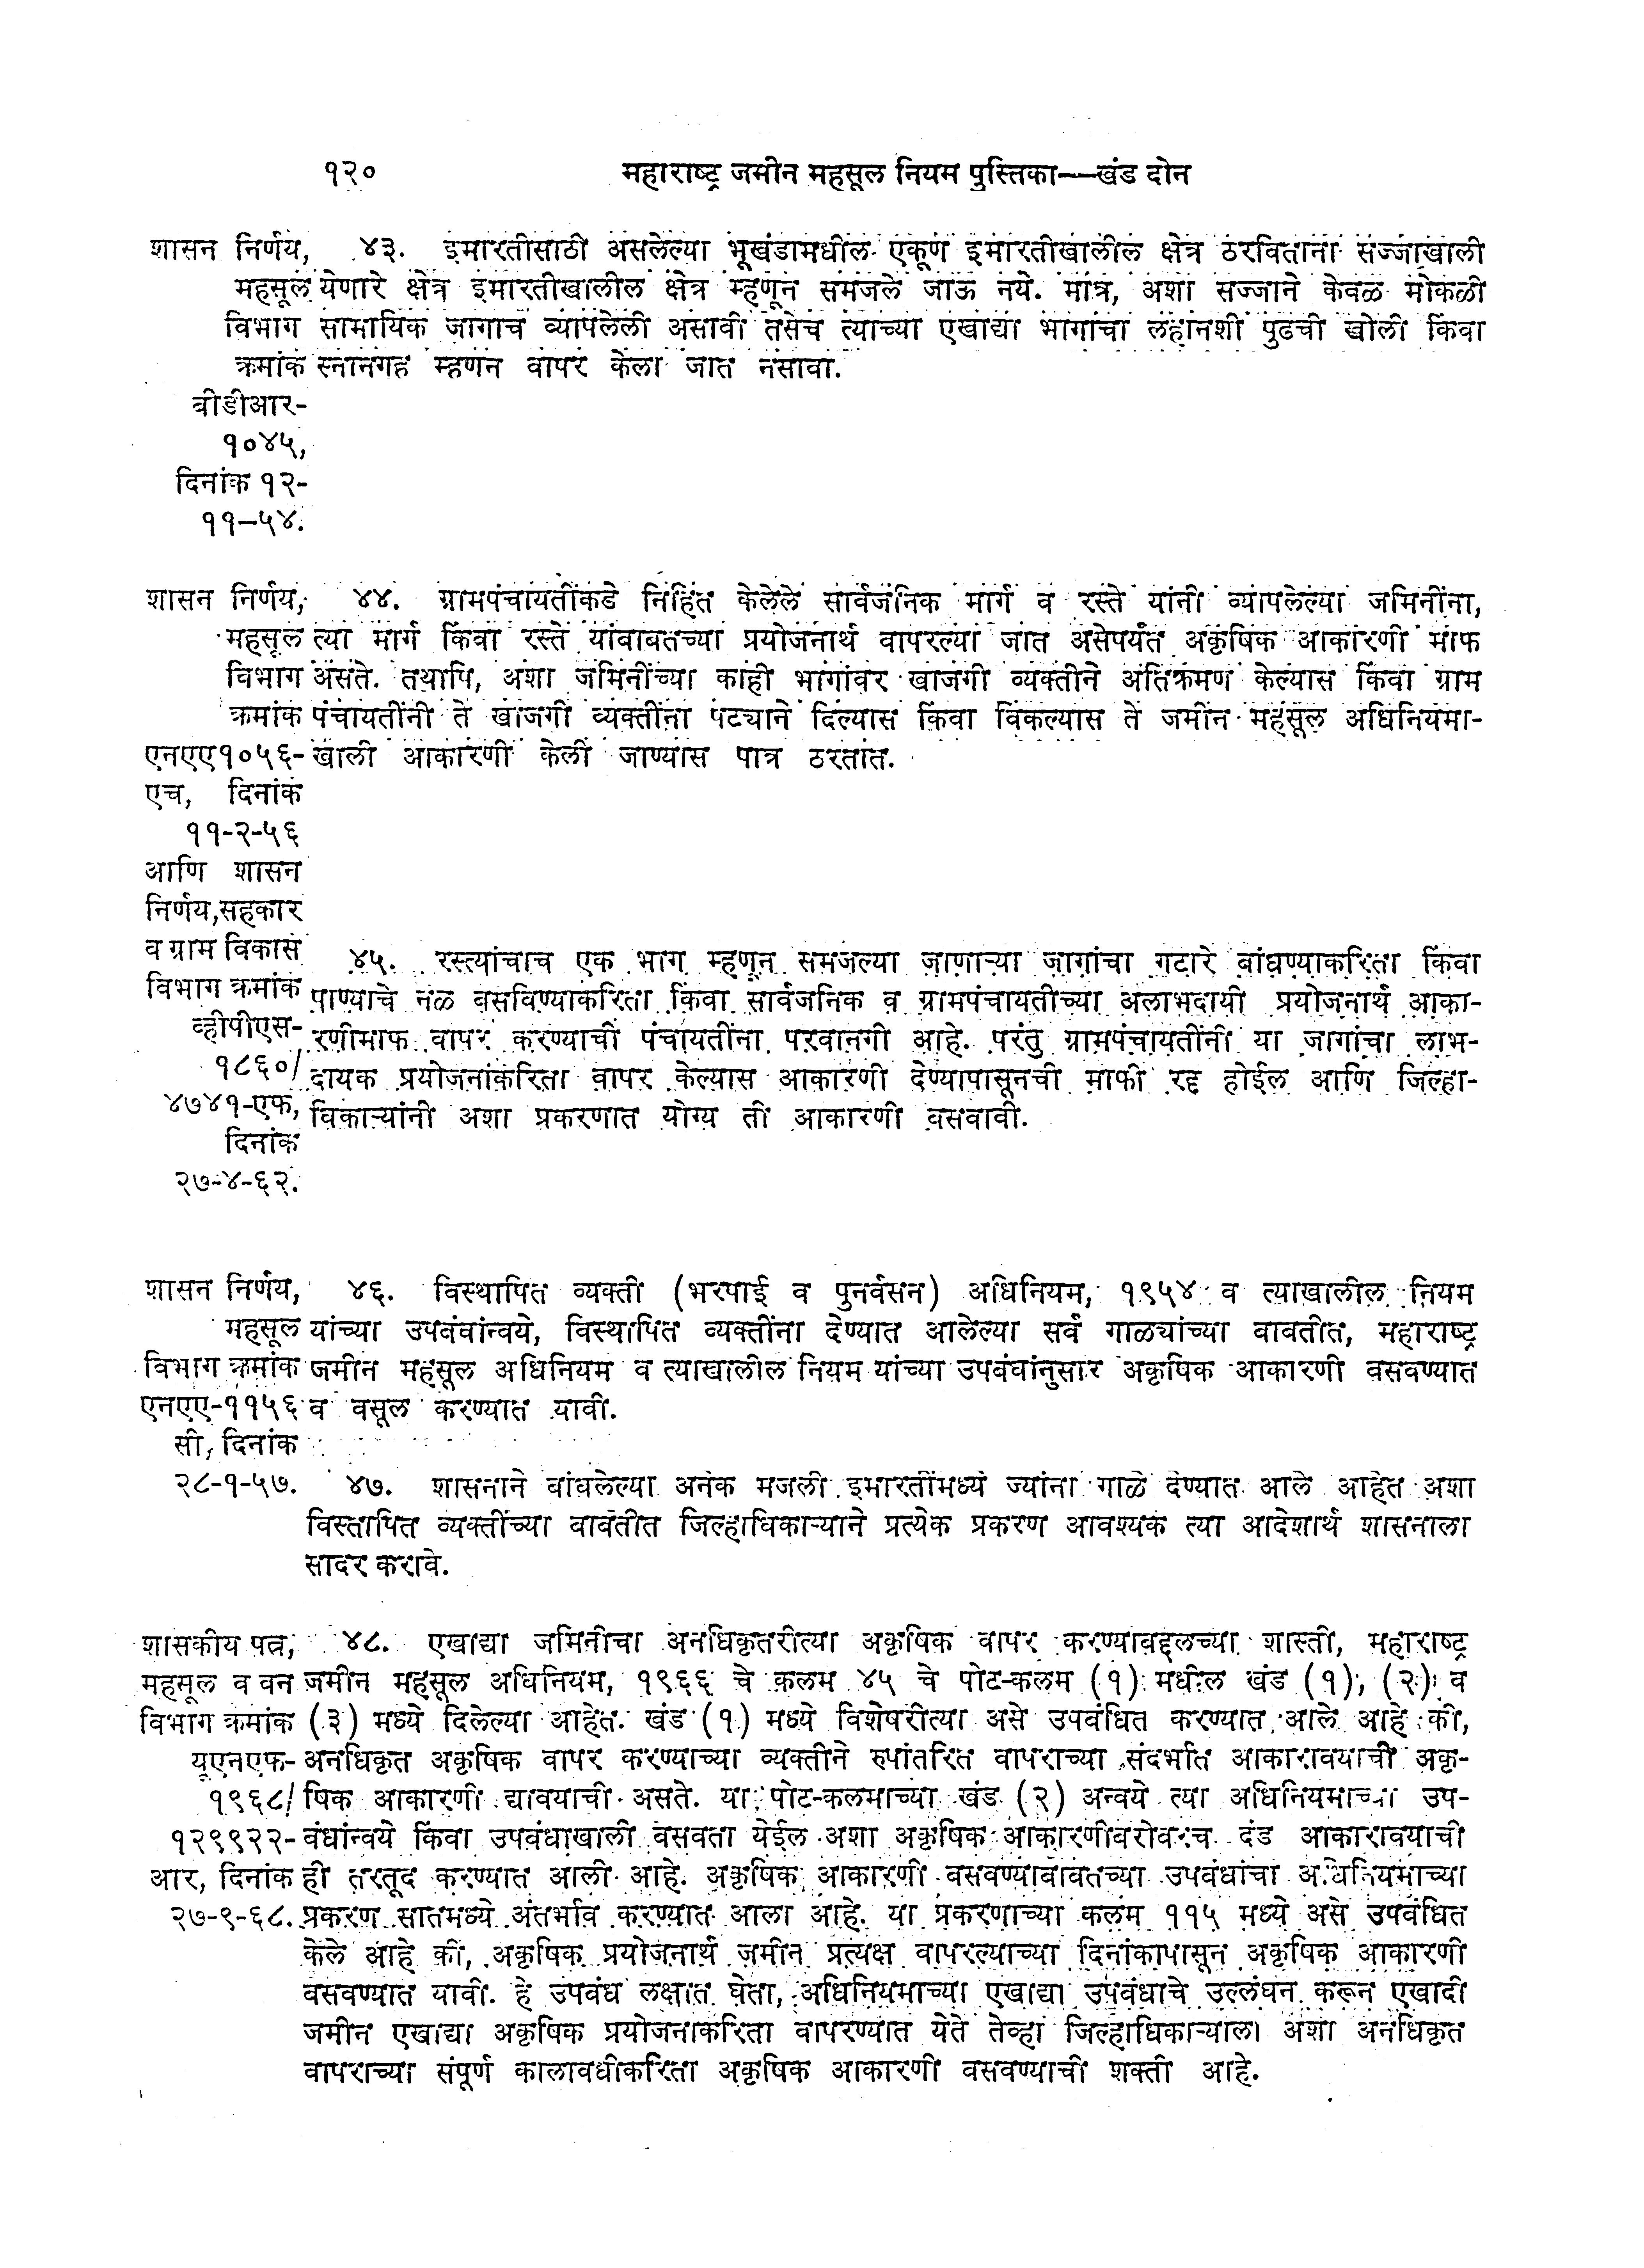 १२०
महाराष्ट्र जमीन महसूल नियम पुस्तिका—खंड दोन
शासन निर्णय,
महसूल
विभाग
क्रमांक
बीडीआर-
१०४५,
दिनांक १२-
११-५४.
४३. इमारतीसाठी असलेल्या भूखंडामधील एकूण इमारतीखालील क्षेत्र ठरविताना सज्जाखाली
येणारे क्षेत्र इमारतीखालील क्षेत्र म्हणून समजले जाऊ नये. मात्र, अशा सज्जाने केवळ मोकळी
सामायिक जागाच व्यापलेली असावी तसेच त्याच्या एखाद्या भागाचा लहानशी पुढची खोली किंवा
स्नानगृह म्हणून वापर केला जात नसावा.
शासन निर्णय,
महसूल
विभाग
क्रमांक
एनएए१०५६-
एच, दिनांक
११-२-५६
आणि शासन
निर्णय,सहकार
व ग्राम विकास
विभाग क्रमांक
व्हीपीएस-
१८६०/
४७४१-एफ,
दिनांक
२७-४-६२.
४४. ग्रामपंचायतींकडे निहित केलेले सार्वजनिक मार्ग व रस्ते यांनी व्यापलेल्या जमिनींना,
त्या मार्ग किंवा रस्ते यांबाबतच्या प्रयोजनार्थ वापरल्या जात असेपर्यंत अकृषिक आकारणी माफ
असते. तथापि, अशा जमिनींच्या काही भागांवर खाजगी व्यक्तीने अतिक्रमण केल्यास किंवा ग्राम
पंचायतींनी ते खाजगी व्यक्तींना पट्याने दिल्यास किंवा विकल्यास ते जमीन महसूल अधिनियमा-
खाली आकारणी केली जाण्यास पात्र ठरतात.
४५. रस्त्यांचाच एक भाग म्हणून समजल्या जाणाऱ्या जागांचा गटारे बांधण्याकरिता किंवा
पाण्याचे नळ बसविण्याकरिता किंवा सार्वजनिक व ग्रामपंचायतीच्या अलाभदायी प्रयोजनार्थ आका-
रणीमाफ वापर करण्याची पंचायतींना परवानगी आहे. परंतु ग्रामपंचायतींनी या जागांचा लाभ-
दायक प्रयोजनांकरिता वापर केल्यास आकारणी देण्यापासूनची माफी रद्द होईल आणि जिल्हा-
धिकाऱ्यांनी अशा प्रकरणात योग्य ती आकारणी बसवावी.
शासन निर्णय,
महसूल
विभाग क्रमांक
एनएए-११५६
सी, दिनांक
२८-१-५७.
४६. विस्थापित व्यक्ती (भरपाई व पुनर्वसन) अधिनियम, १९५४ व त्याखालील नियम
यांच्या उपबंधांन्वये, विस्थापित व्यक्तींना देण्यात आलेल्या सर्व गाळ्यांच्या बाबतीत, महाराष्ट्र
जमीन महसूल अधिनियम व त्याखालील नियम यांच्या उपबंधांनुसार अकृषिक आकारणी बसवण्यात
व वसूल करण्यात यावी.
४७. शासनाने बांधलेल्या अनेक मजली इमारतींमध्ये ज्यांना गाळे देण्यात आले आहेत अशा
विस्तापित व्यक्तींच्या बाबतीत जिल्हाधिकाऱ्याने प्रत्येक प्रकरण आवश्यक त्या आदेशार्थ शासनाला
सादर करावे.
शासकीय पत्र,
महसूल व वन
विभाग क्रमांक
यूएनएफ-
१९६८/
१२९९२२-
आर, दिनांक
२७-९-६८.
४८. एखाद्या जमिनीचा अनधिकृतरीत्या अकृषिक वापर करण्याबद्दलच्या शास्ती, महाराष्ट्र
जमीन महसूल अधिनियम, १९६६ चे कलम ४५ चे पोट-कलम (१) मधील खंड (१), (२) व
(३) मध्ये दिलेल्या आहेत. खंड (१) मध्ये विशेषरीत्या असे उपबंधित करण्यात आले आहे की,
अनधिकृत अकृषिक वापर करण्याच्या व्यक्तीने रुपांतरित वापराच्या संदर्भात आकारावयाची अकृ-
षिक आकारणी द्यावयाची असते. या पोट-कलमाच्या खंड (२) अन्वये त्या अधिनियमाच्या उप-
बंधांन्वये किंवा उपबंधाखाली बसवता येईल अशा अकृषिक आकारणीबरोबरच दंड आकारावयाची
ही तरतूद करण्यात आली आहे. अकृषिक आकारणी बसवण्याबाबतच्या उपबंधांचा अधिनियमाच्या
प्रकरण सातमध्ये अंतर्भाव करण्यात आला आहे. या प्रकरणाच्या कलम ११५ मध्ये असे उपबंधित
केले आहे की, अकृषिक प्रयोजनार्थ जमीन प्रत्यक्ष वापरल्याच्या दिनांकापासून अकृषिक आकारणी
बसवण्यात यावी. हे उपबंध लक्षात घेता, अधिनियमाच्या एखाद्या उपबंधाचे उल्लंघन करून एखादी
जमीन एखाद्या अकृषिक प्रयोजनाकरिता वापरण्यात येते तेव्हा जिल्हाधिकाऱ्याला अशा अनधिकृत
वापराच्या संपूर्ण कालावधीकरिता अकृषिक आकारणी बसवण्याची शक्ती आहे.